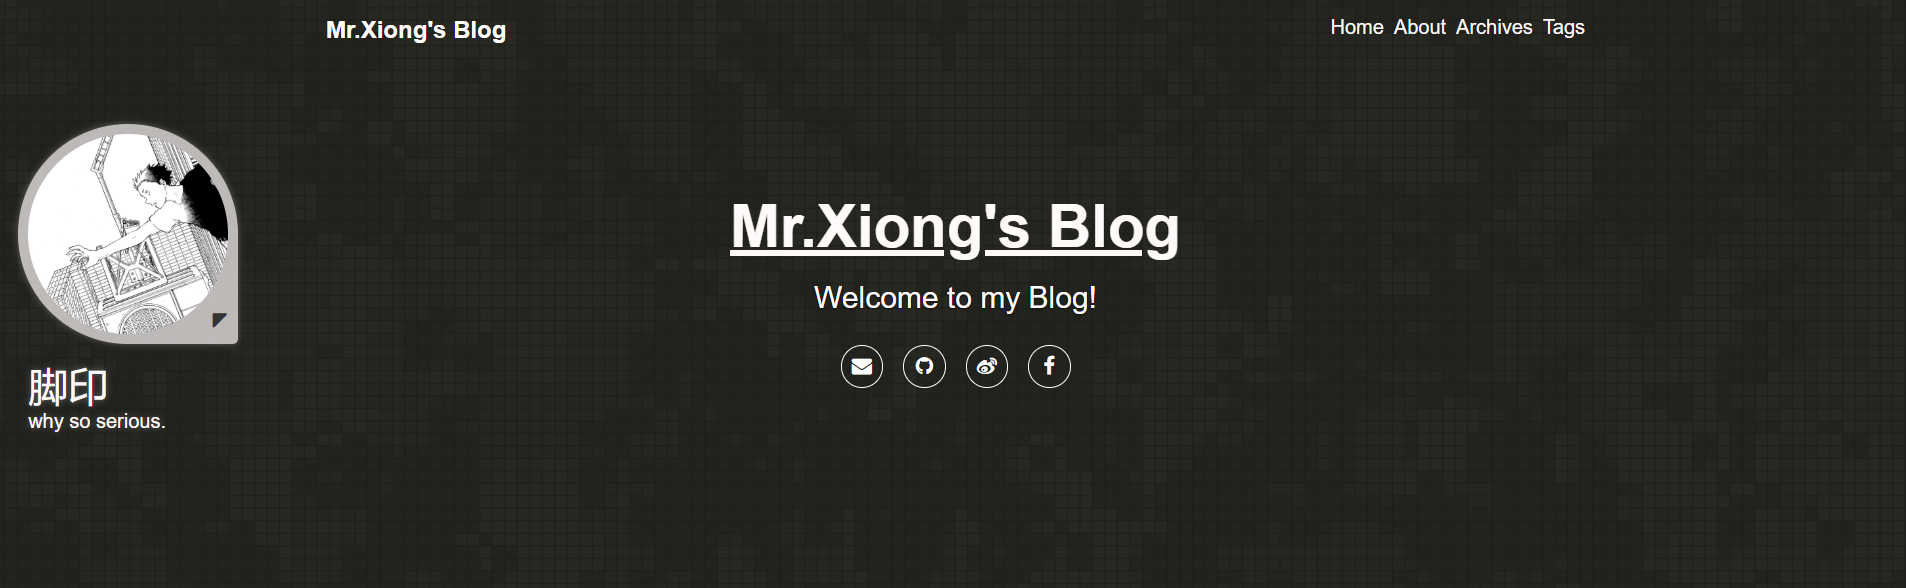 Mr.Xiong's Blog
Home About Archives Tags
Mr.Xiong's Blog
Welcome to my Blog!
脚印
why so serious.